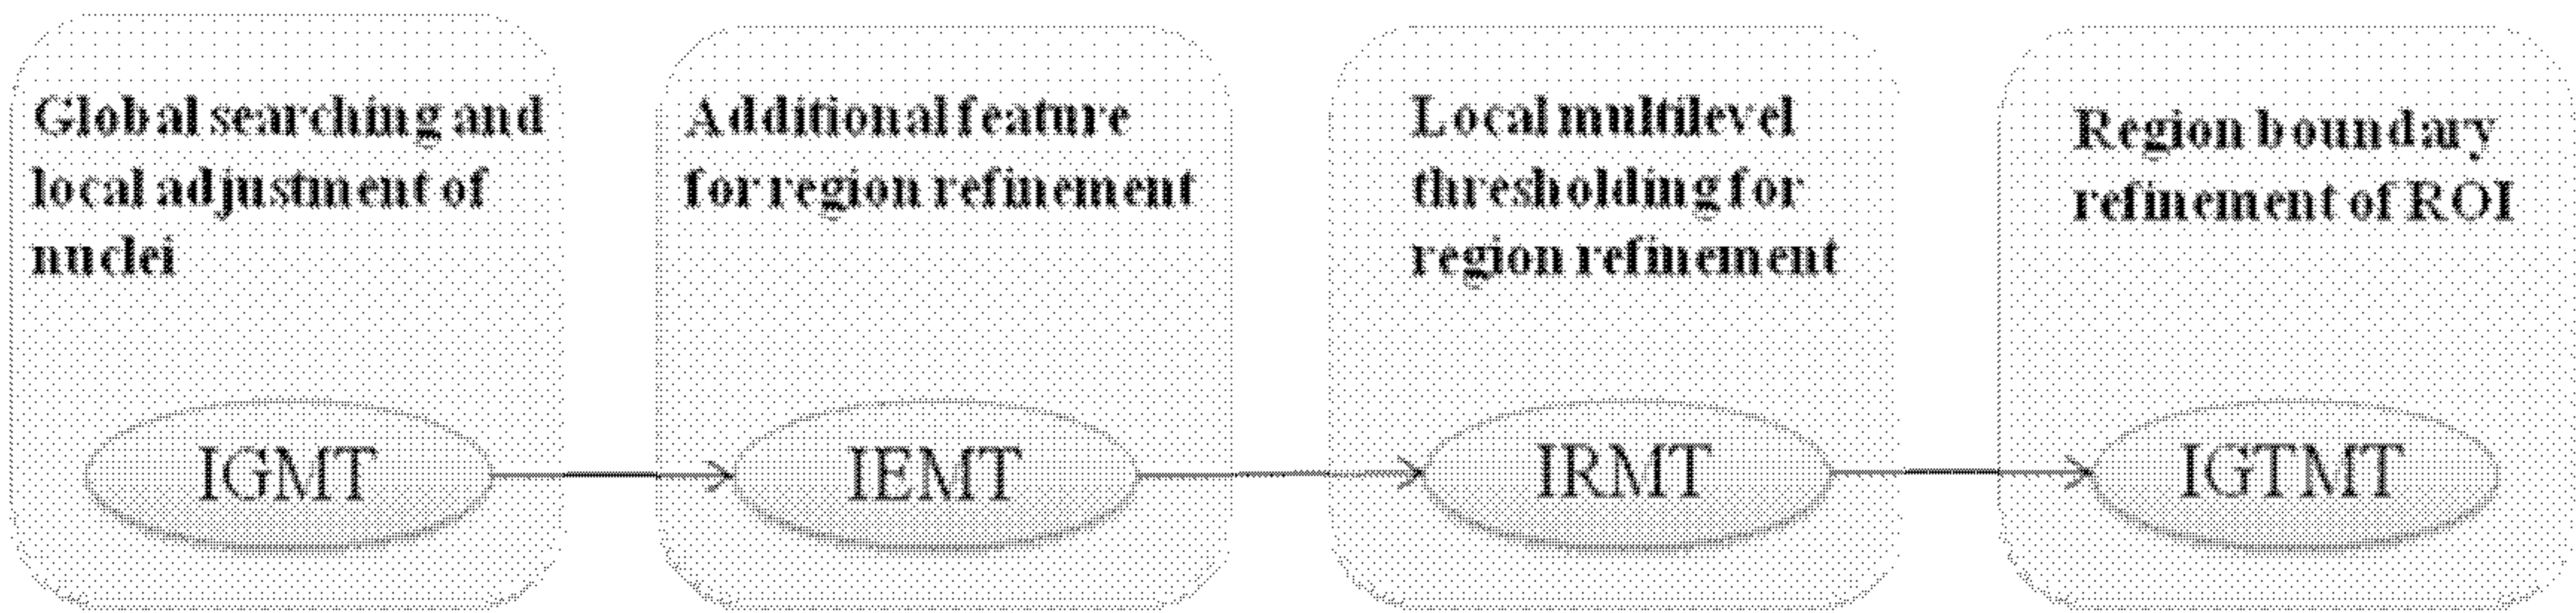 Global searching and
local adjustment of
nuclei
IGMT
Additional feature
for region refinement
IEMT
Local multilevel
thresholding for
region refinement
IRMT
Region boundary
refinement of ROI
IGTMT